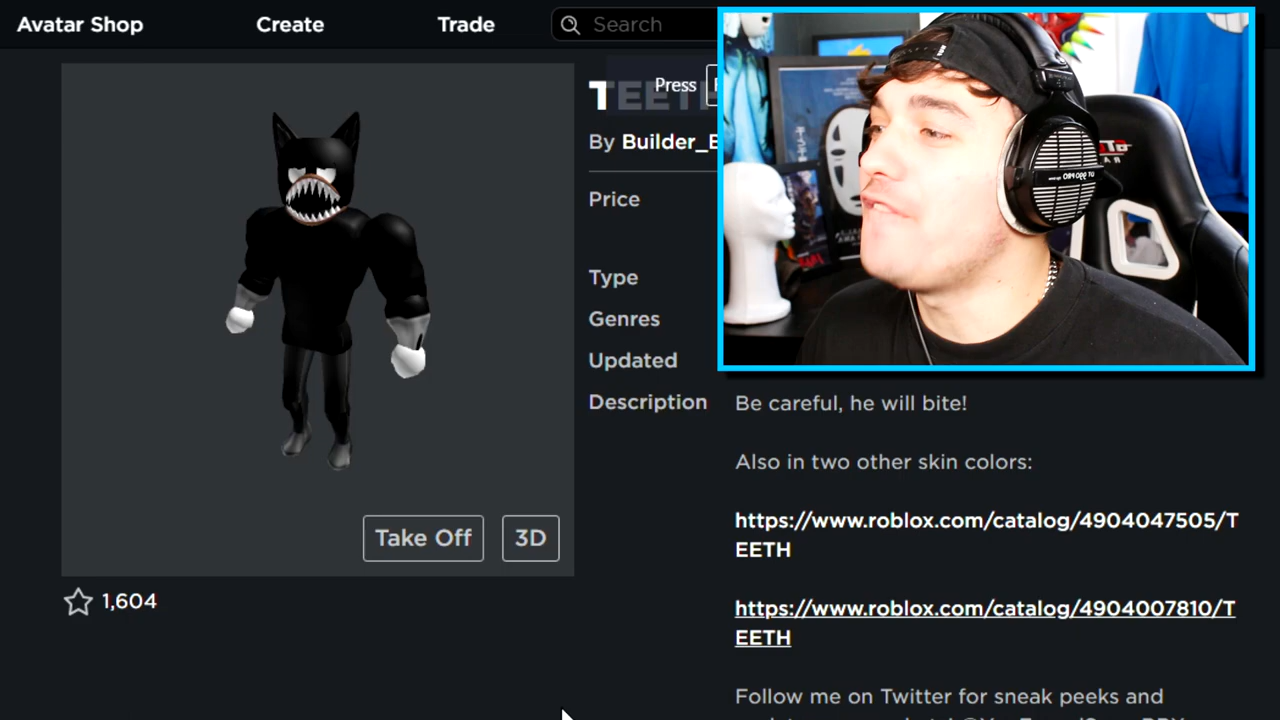 Avatar Shop Create Trade Search
TEETH Press
By Builder_
Price
Type
Genres
Updated
Description Be careful, he will bite!
Also in two other skin colors:
https://www.roblox.com/catalog/4904047505/T
EETH
https://www.roblox.com/catalog/4904007810/T
EETH
Take Off 3D
1,604
Follow me on Twitter for sneak peeks and